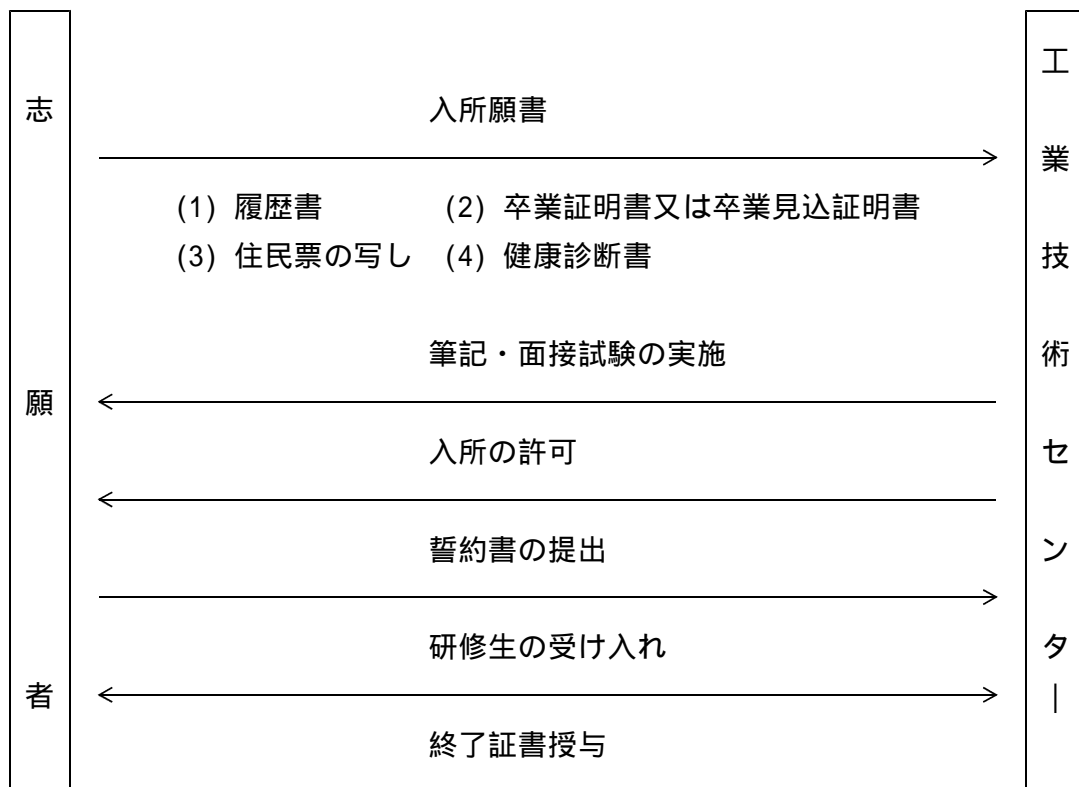 志願者
工業技術センター
入所願書
(1) 履歴書 (2) 卒業証明書又は卒業見込証明書
(3) 住民票の写し (4) 健康診断書
筆記・面接試験の実施
入所の許可
誓約書の提出
研修生の受け入れ
終了証書授与